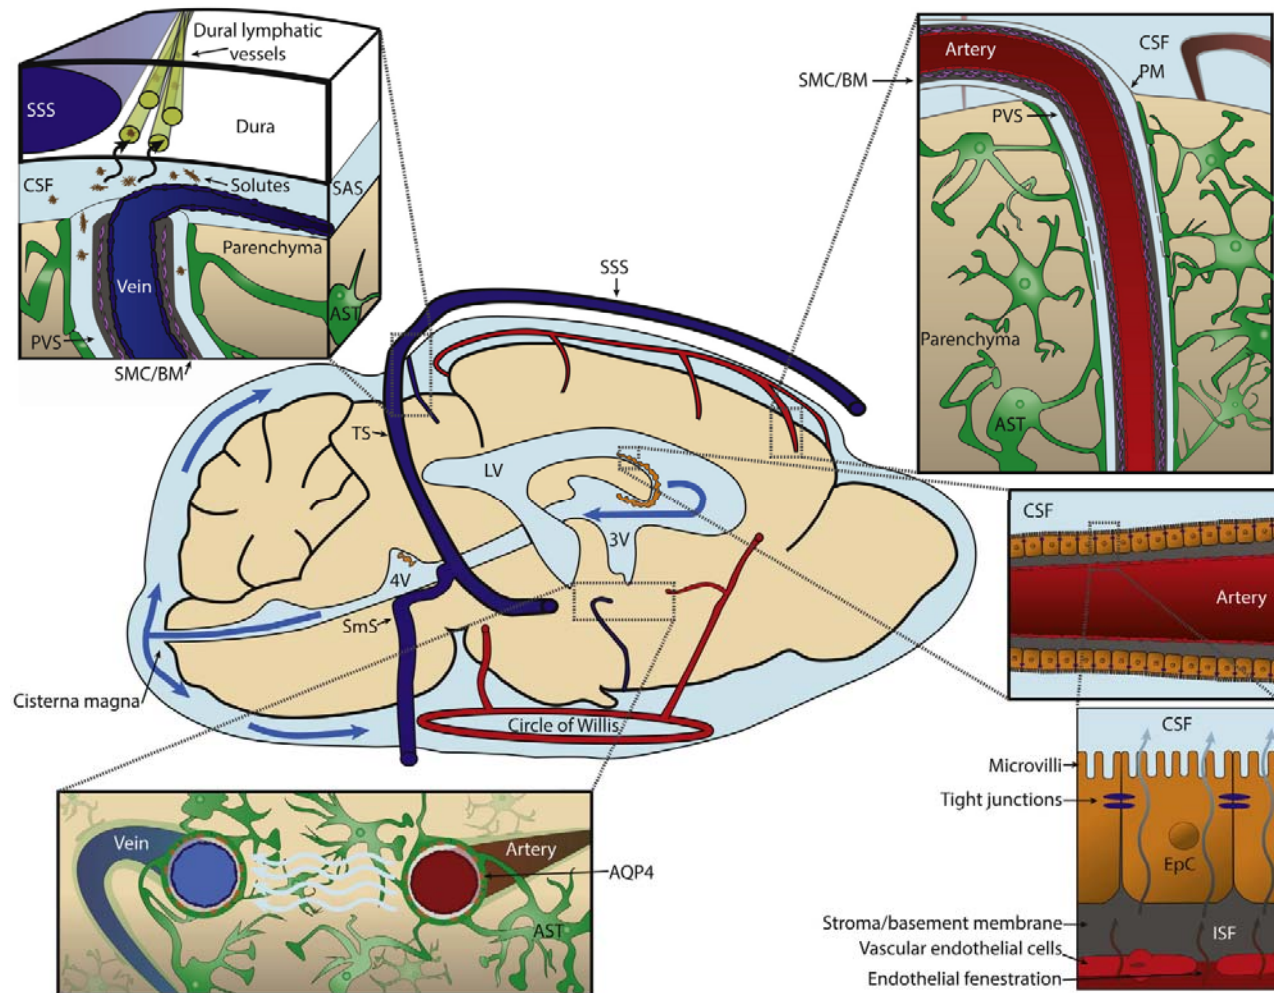 Dural lymphatic
vessels
SSS
Dura
CSF
Solutes
SAS
Parenchyma
Vein
AST
PVS
SMC/BM
Artery
CSF
PM
SMC/BM
PVS
Parenchyma
AST
SSS
TS
LV
3V
4V
SmS
Cisterna magna
Circle of Willis
CSF
Artery
Vein
Artery
AQP4
AST
CSF
Microvilli
Tight junctions
EpC
Stroma/basement membrane
ISF
Vascular endothelial cells
Endothelial fenestration